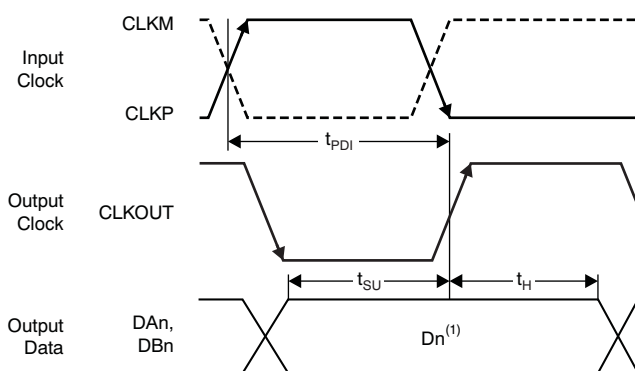 CLKM
Input
Clock
CLKP
tPDI
Output
Clock
CLKOUT
tSU
tH
Output
Data
DAn,
DBn
Dn(1)